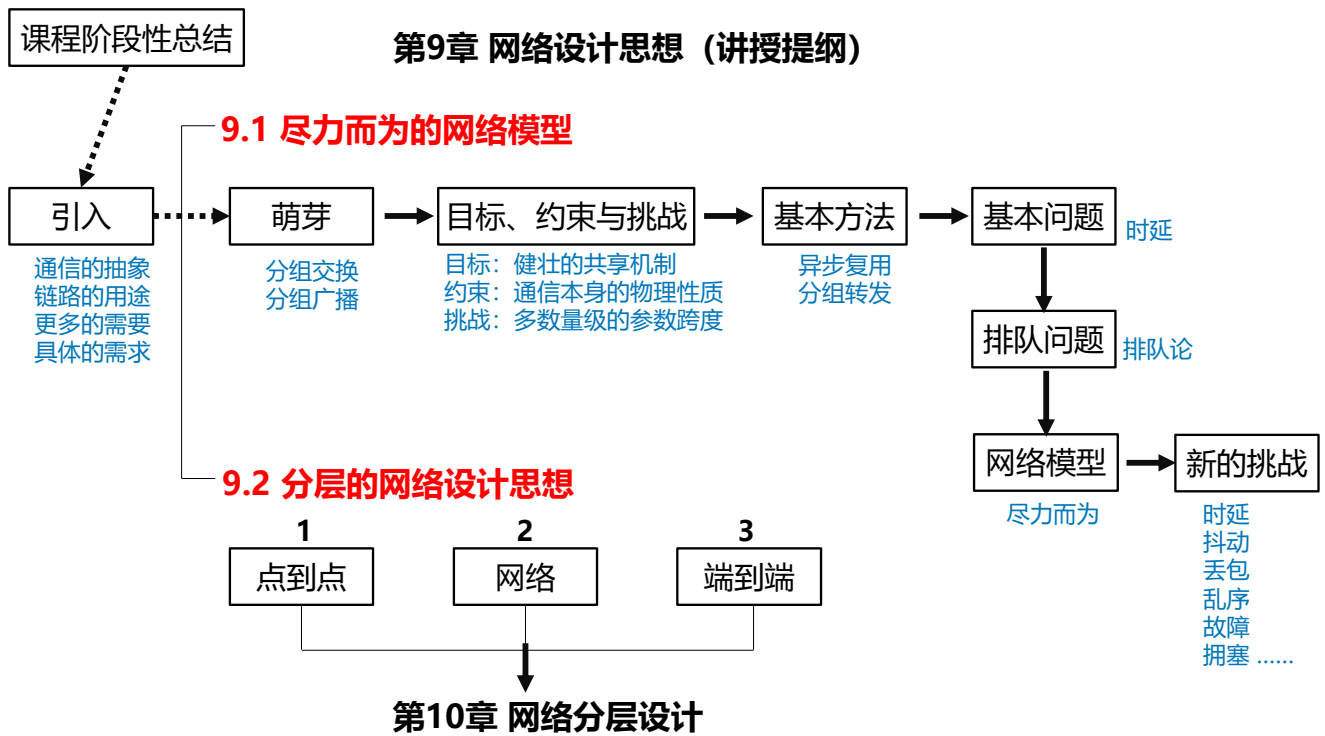 课程阶段性总结
第9章 网络设计思想（讲授提纲）
9.1 尽力而为的网络模型
引入
通信的抽象
链路的用途
更多的需要
具体的需求
萌芽
分组交换
分组广播
目标、约束与挑战
目标：健壮的共享机制
约束：通信本身的物理性质
挑战：多数量级的参数跨度
基本方法
异步复用
分组转发
基本问题
时延
排队问题
排队论
网络模型
尽力而为
新的挑战
时延
抖动
丢包
乱序
故障
拥塞 ......
9.2 分层的网络设计思想
1
点到点
2
网络
3
端到端
第10章 网络分层设计